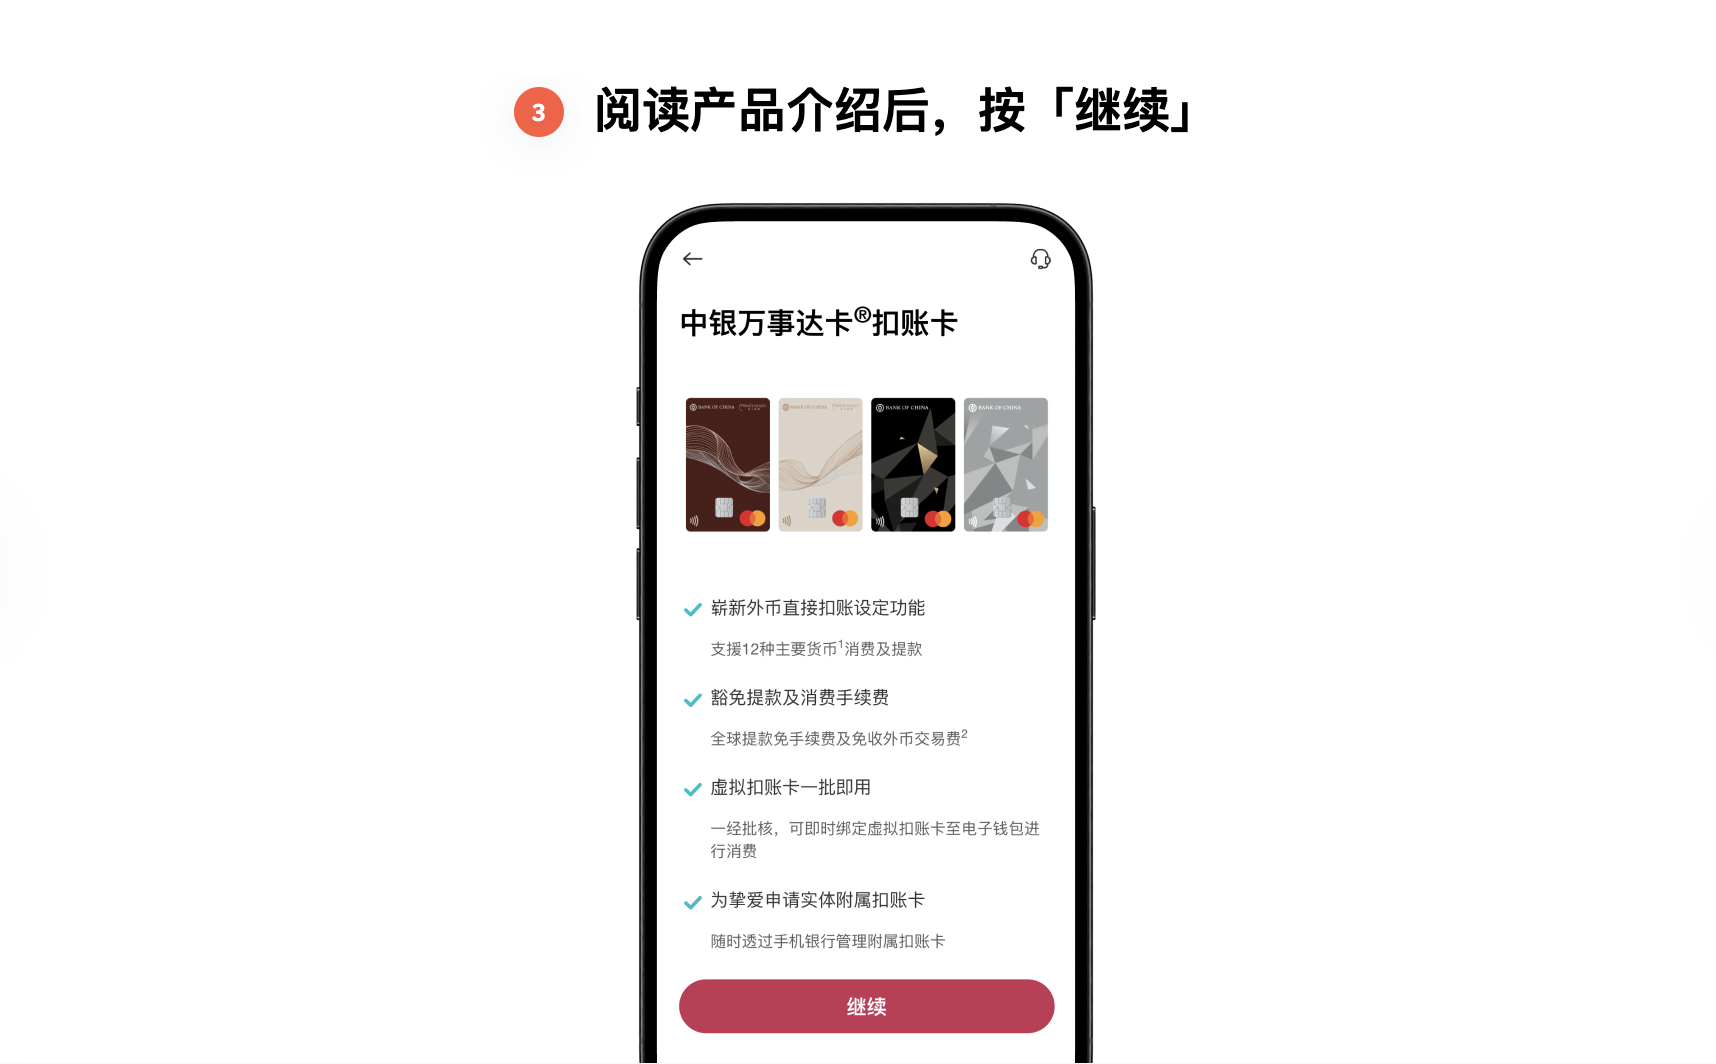 3 阅读产品介绍后，按「继续」
中银万事达卡®扣账卡
BANK OF CHINA
BANK OF CHINA
BANK OF CHINA
BANK OF CHINA
崭新外币直接扣账设定功能
支援12种主要货币1消费及提款
豁免提款及消费手续费
全球提款免手续费及免收外币交易费2
虚拟扣账卡一批即用
一经批核，可即时绑定虚拟扣账卡至电子钱包进
行消费
为挚爱申请实体附属扣账卡
随时透过手机银行管理附属扣账卡
继续